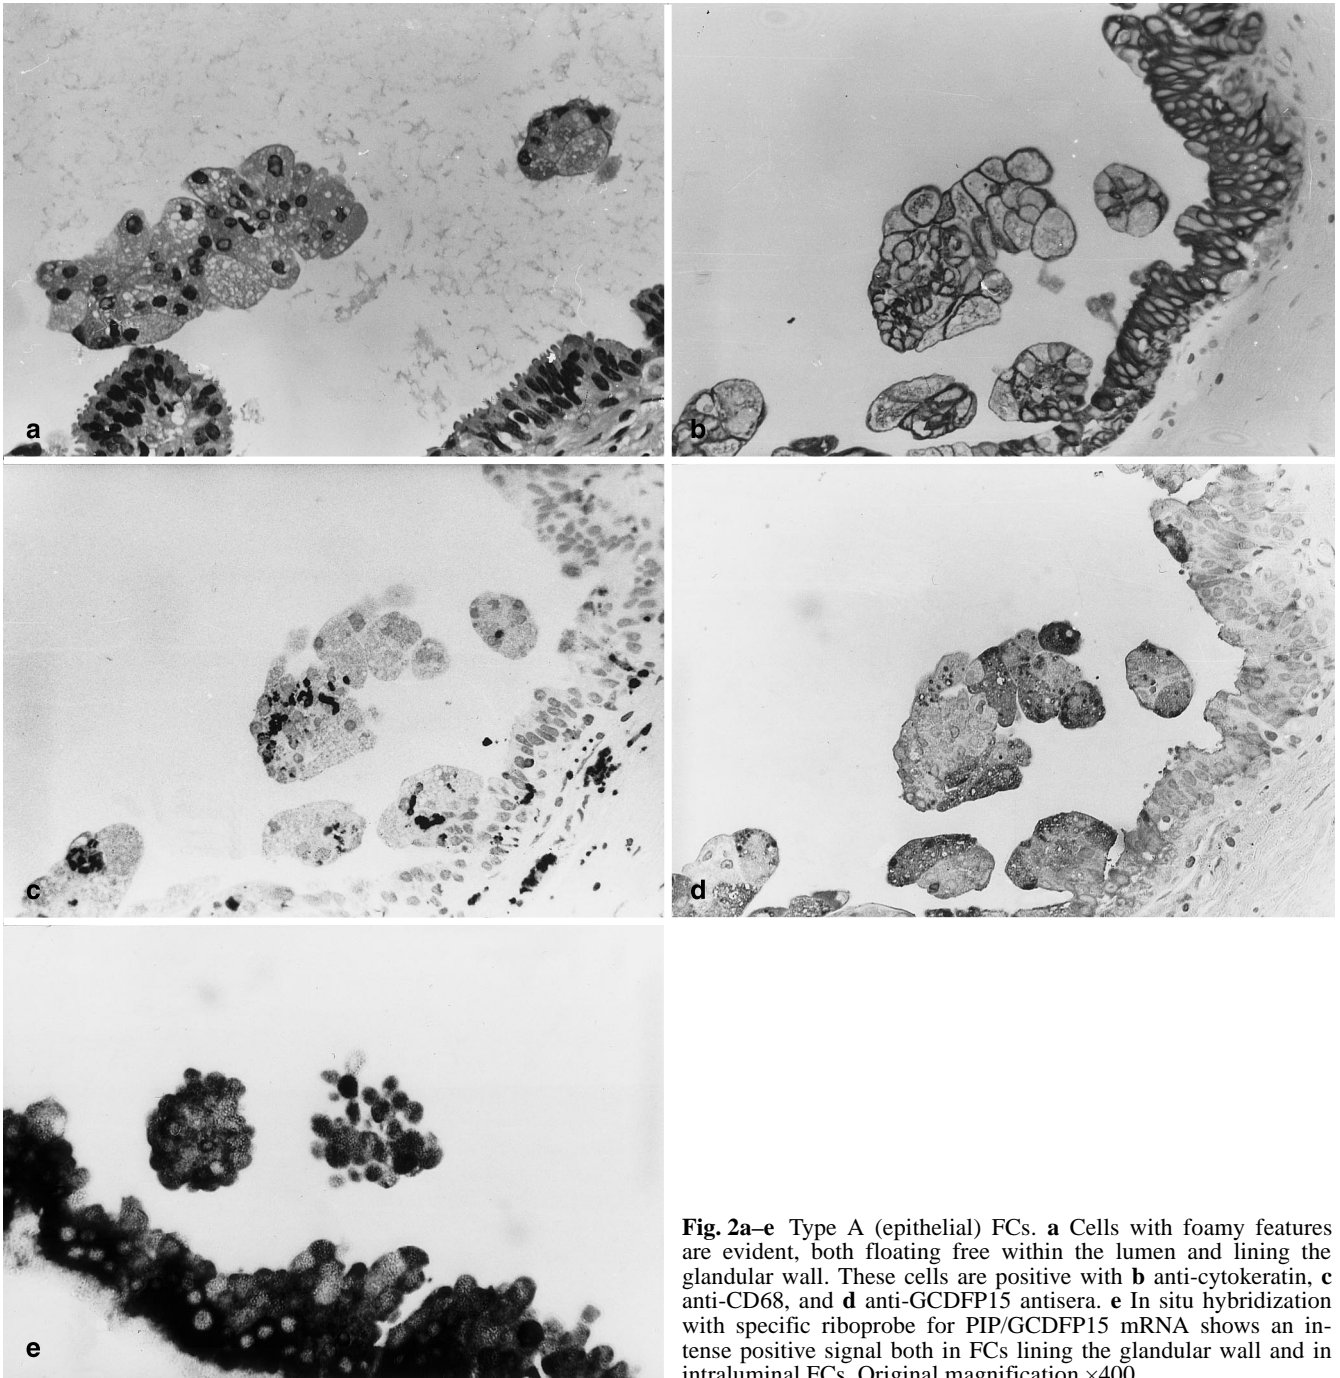 a
b
c
d
e
Fig. 2a–e Type A (epithelial) FCs. a Cells with foamy features
are evident, both floating free within the lumen and lining the
glandular wall. These cells are positive with b anti-cytokeratin, c
anti-CD68, and d anti-GCDFP15 antisera. e In situ hybridization
with specific riboprobe for PIP/GCDFP15 mRNA shows an in-
tense positive signal both in FCs lining the glandular wall and in
intraluminal FCs. Original magnification ×400